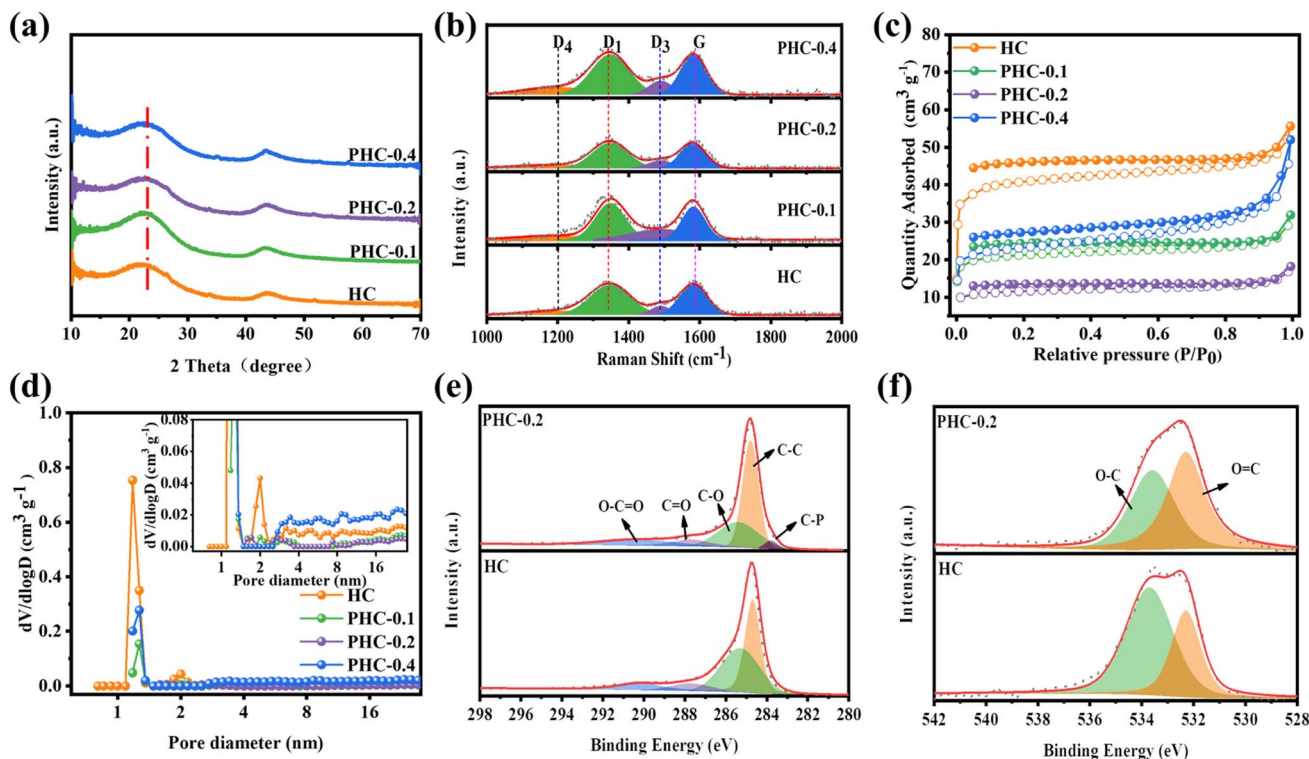 (a)
Intensity (a.u.)
PHC-0.4
PHC-0.2
PHC-0.1
HC
10 20 30 40 50 60 70
2 Theta（degree）
(b)
Intensity (a.u.)
D4 D1 D3 G
PHC-0.4
PHC-0.2
PHC-0.1
HC
1000 1200 1400 1600 1800 2000
Raman Shift (cm-1)
(c)
Quantity Adsorbed (cm3 g-1)
80
70
60
50
40
30
20
10
HC
PHC-0.1
PHC-0.2
PHC-0.4
0.0 0.2 0.4 0.6 0.8 1.0
Relative pressure (P/P0)
(d)
dV/dlogD (cm3 g-1)
1.0
0.8
0.6
0.4
0.2
0.0
dV/dlogD (cm3 g-1)
0.08
0.06
0.04
0.02
0.00
1 2 4 8 16
Pore diameter (nm)
HC
PHC-0.1
PHC-0.2
PHC-0.4
1 2 4 8 16
Pore diameter (nm)
(e)
Intensity (a.u.)
PHC-0.2
C-C
O-C=O
C=O
C-O
C-P
HC
298 296 294 292 290 288 286 284 282 280
Binding Energy (eV)
(f)
Intensity (a.u.)
PHC-0.2
O-C
O=C
HC
542 540 538 536 534 532 530 528
Binding Energy (eV)